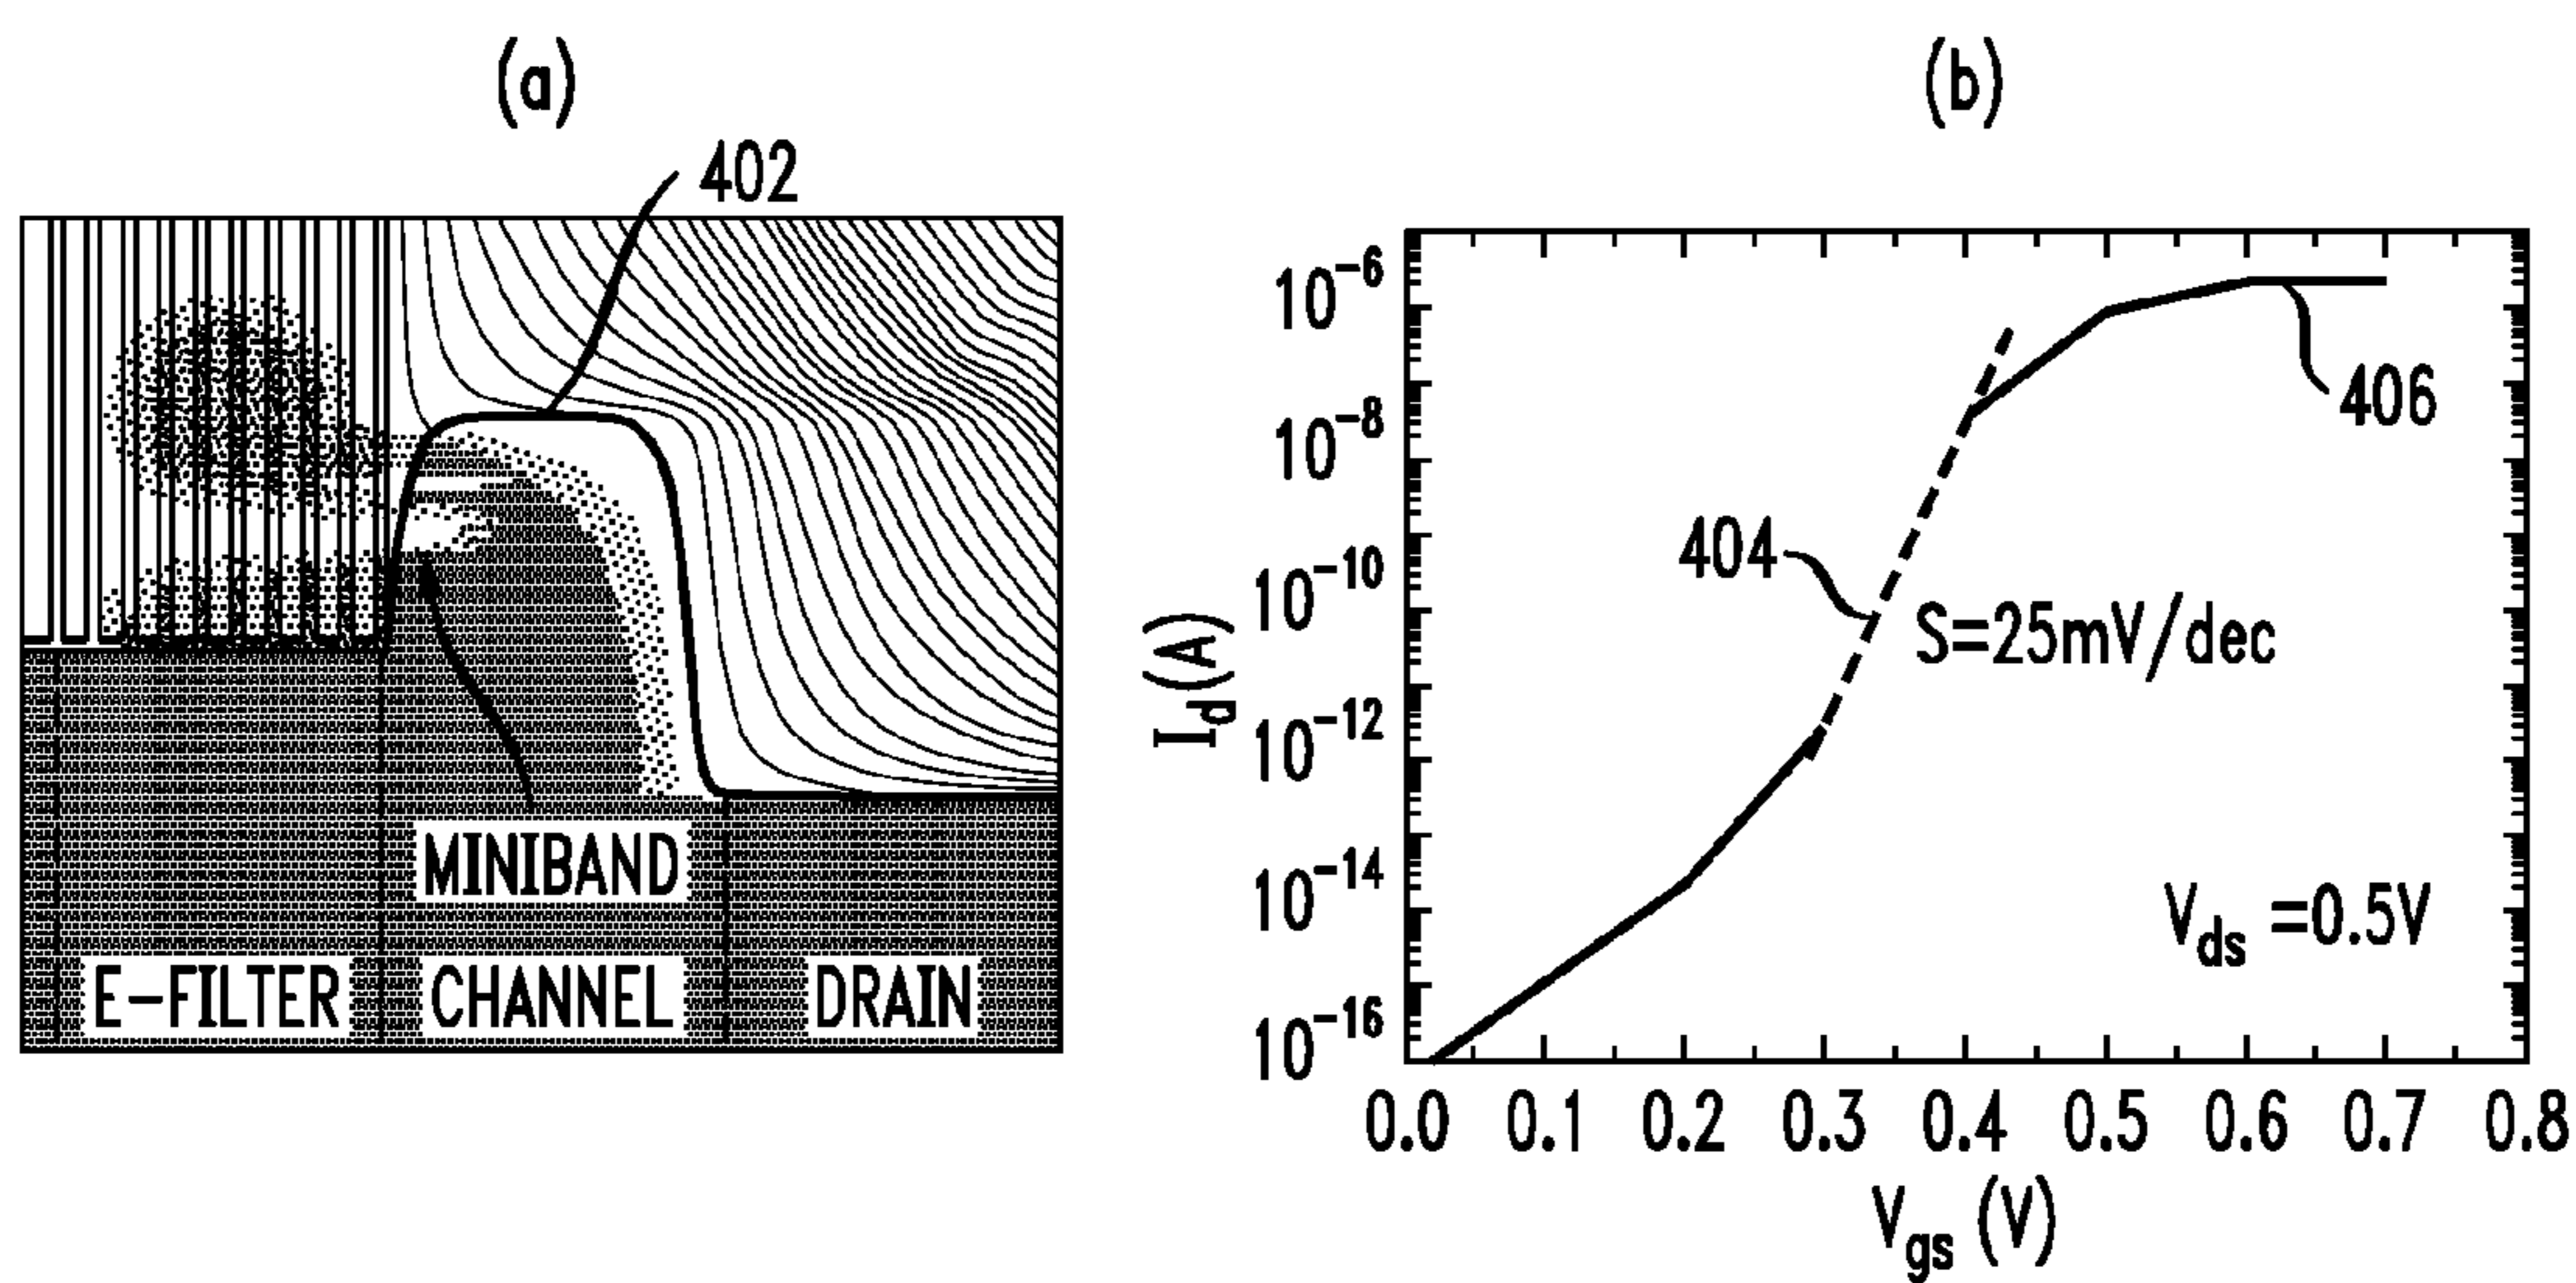 (a)
402
MINIBAND
E-FILTER
CHANNEL
DRAIN
(b)
10⁻⁶
10⁻⁸
10⁻¹⁰
10⁻¹²
10⁻¹⁴
10⁻¹⁶
I_d(A)
406
404
S=25mV/dec
V_ds =0.5V
0.0 0.1 0.2 0.3 0.4 0.5 0.6 0.7 0.8
V_gs (V)